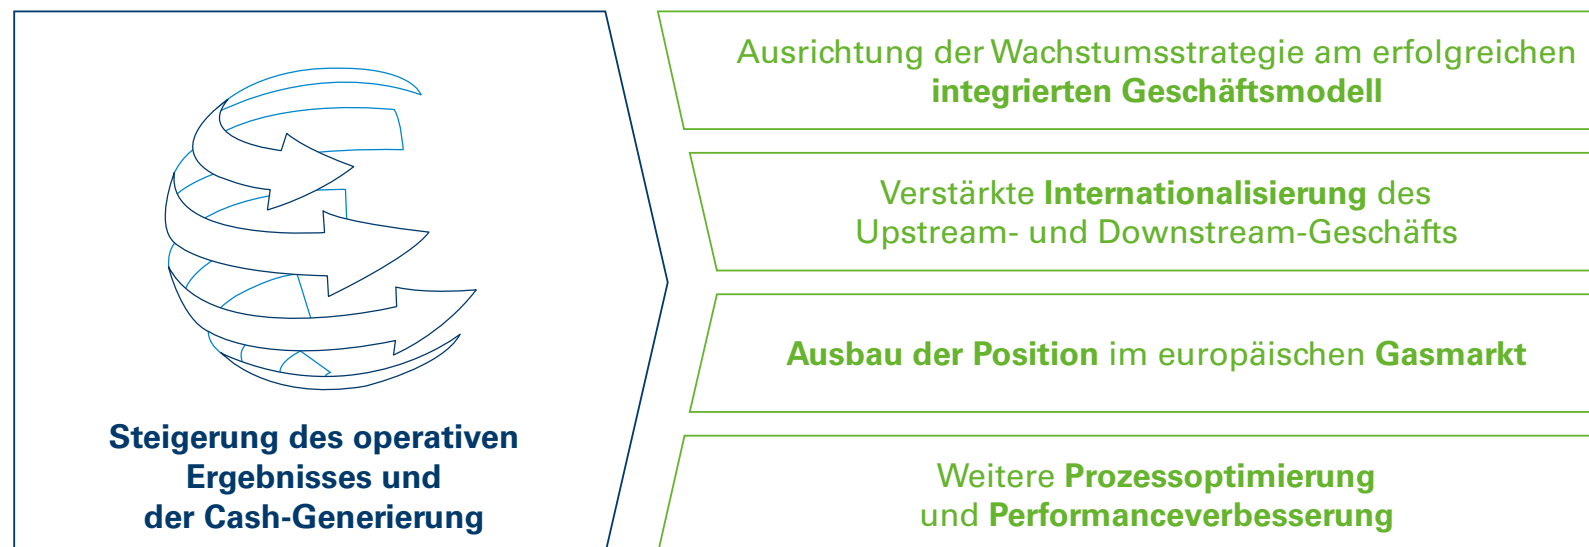 Steigerung des operativen
Ergebnisses und
der Cash-Generierung
Ausrichtung der Wachstumsstrategie am erfolgreichen
integrierten Geschäftsmodell
Verstärkte Internationalisierung des
Upstream- und Downstream-Geschäfts
Ausbau der Position im europäischen Gasmarkt
Weitere Prozessoptimierung
und Performanceverbesserung